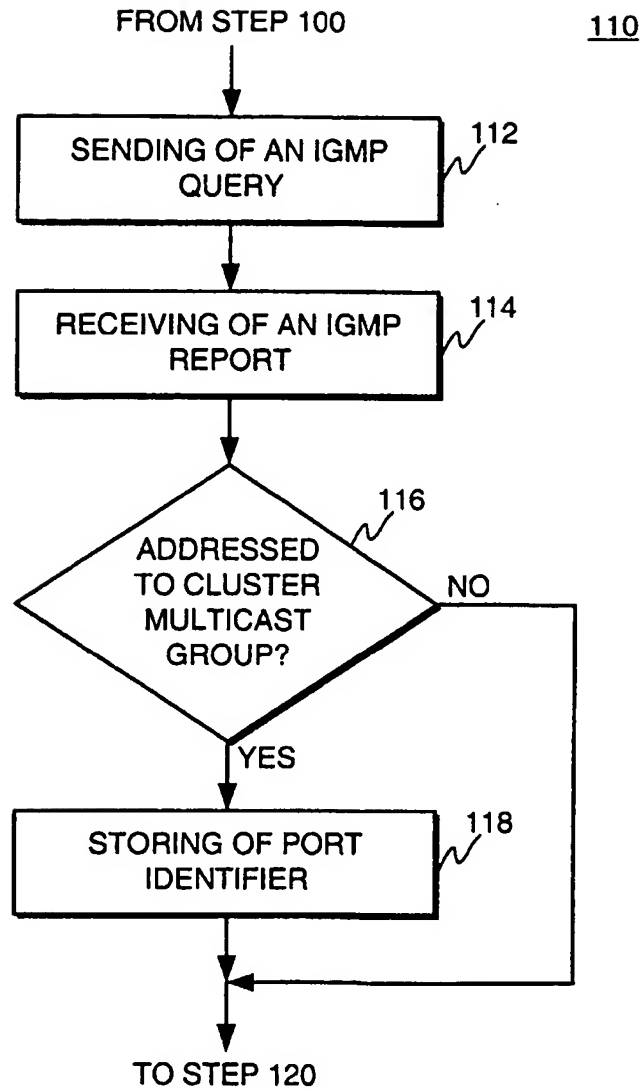 FROM STEP 100
110
SENDING OF AN IGMP
QUERY
112
RECEIVING OF AN IGMP
REPORT
114
116
ADDRESSED
TO CLUSTER
MULTICAST
GROUP?
NO
YES
STORING OF PORT
IDENTIFIER
118
TO STEP 120